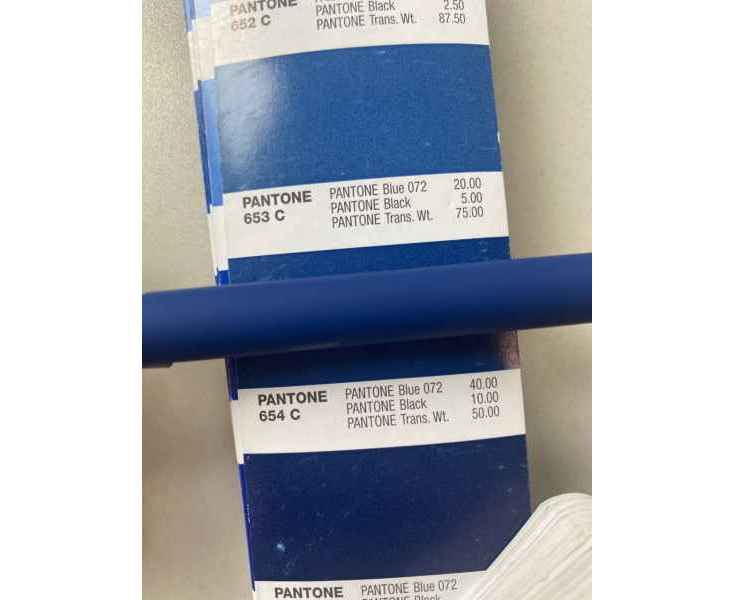 PANTONE PANTONE Black 2.50
652 C PANTONE Trans. Wt. 87.50
PANTONE PANTONE Blue 072 20.00
653 C PANTONE Black 5.00
PANTONE Trans. Wt. 75.00
PANTONE PANTONE Blue 072 40.00
654 C PANTONE Black 10.00
PANTONE Trans. Wt. 50.00
PANTONE PANTONE Blue 072
PANTONE Black